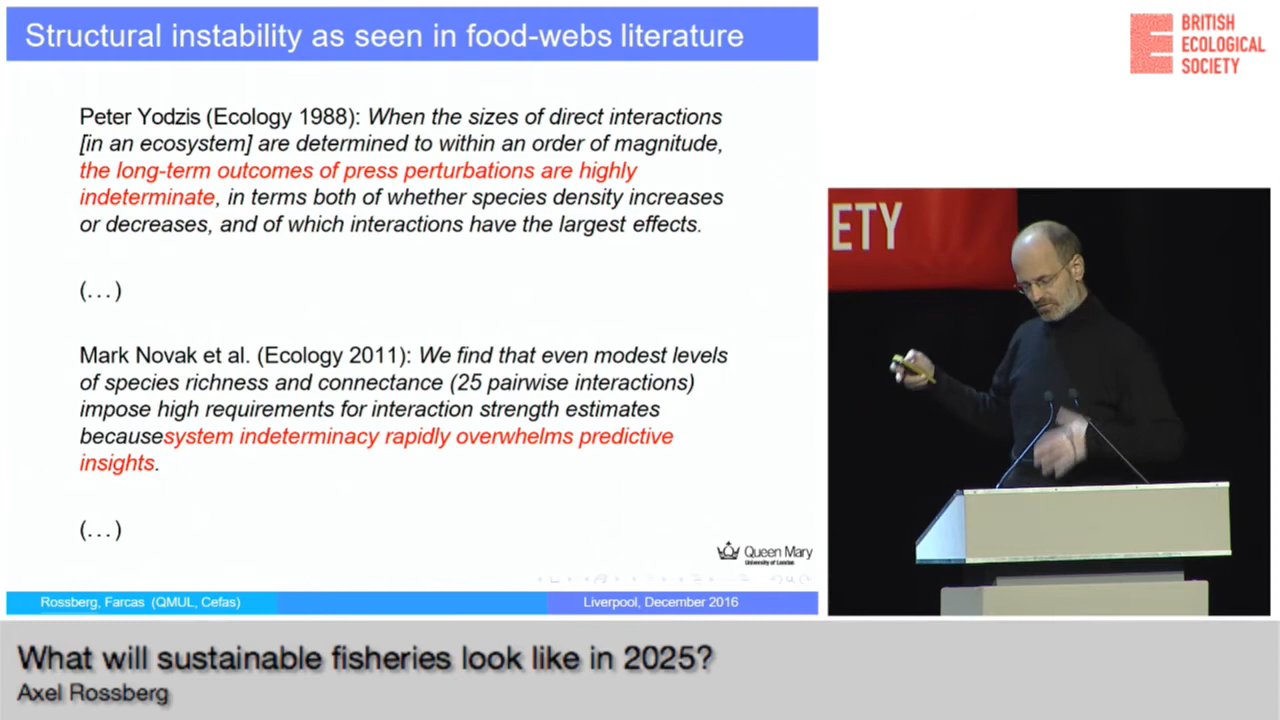 Structural instability as seen in food-webs literature
Peter Yodzis (Ecology 1988): When the sizes of direct interactions
[in an ecosystem] are determined to within an order of magnitude,
the long-term outcomes of press perturbations are highly
indeterminate, in terms both of whether species density increases
or decreases, and of which interactions have the largest effects.
(...)
Mark Novak et al. (Ecology 2011): We find that even modest levels
of species richness and connectance (25 pairwise interactions)
impose high requirements for interaction strength estimates
becausesystem indeterminacy rapidly overwhelms predictive
insights.
(...)
Queen Mary
University of London
Rossberg, Farcas (QMUL, Cefas)
Liverpool, December 2016
BRITISH
ECOLOGICAL
SOCIETY
ETY
What will sustainable fisheries look like in 2025?
Axel Rossberg